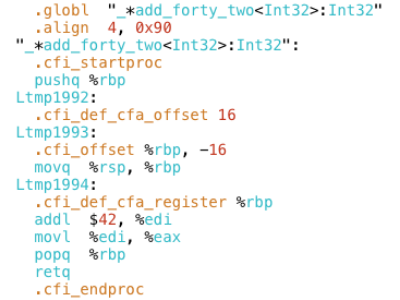 .globl "_*add_forty_two<Int32>:Int32"
.align 4, 0x90
"_*add_forty_two<Int32>:Int32":
.cfi_startproc
pushq %rbp
Ltmp1992:
.cfi_def_cfa_offset 16
Ltmp1993:
.cfi_offset %rbp, -16
movq %rsp, %rbp
Ltmp1994:
.cfi_def_cfa_register %rbp
addl $42, %edi
movl %edi, %eax
popq %rbp
retq
.cfi_endproc